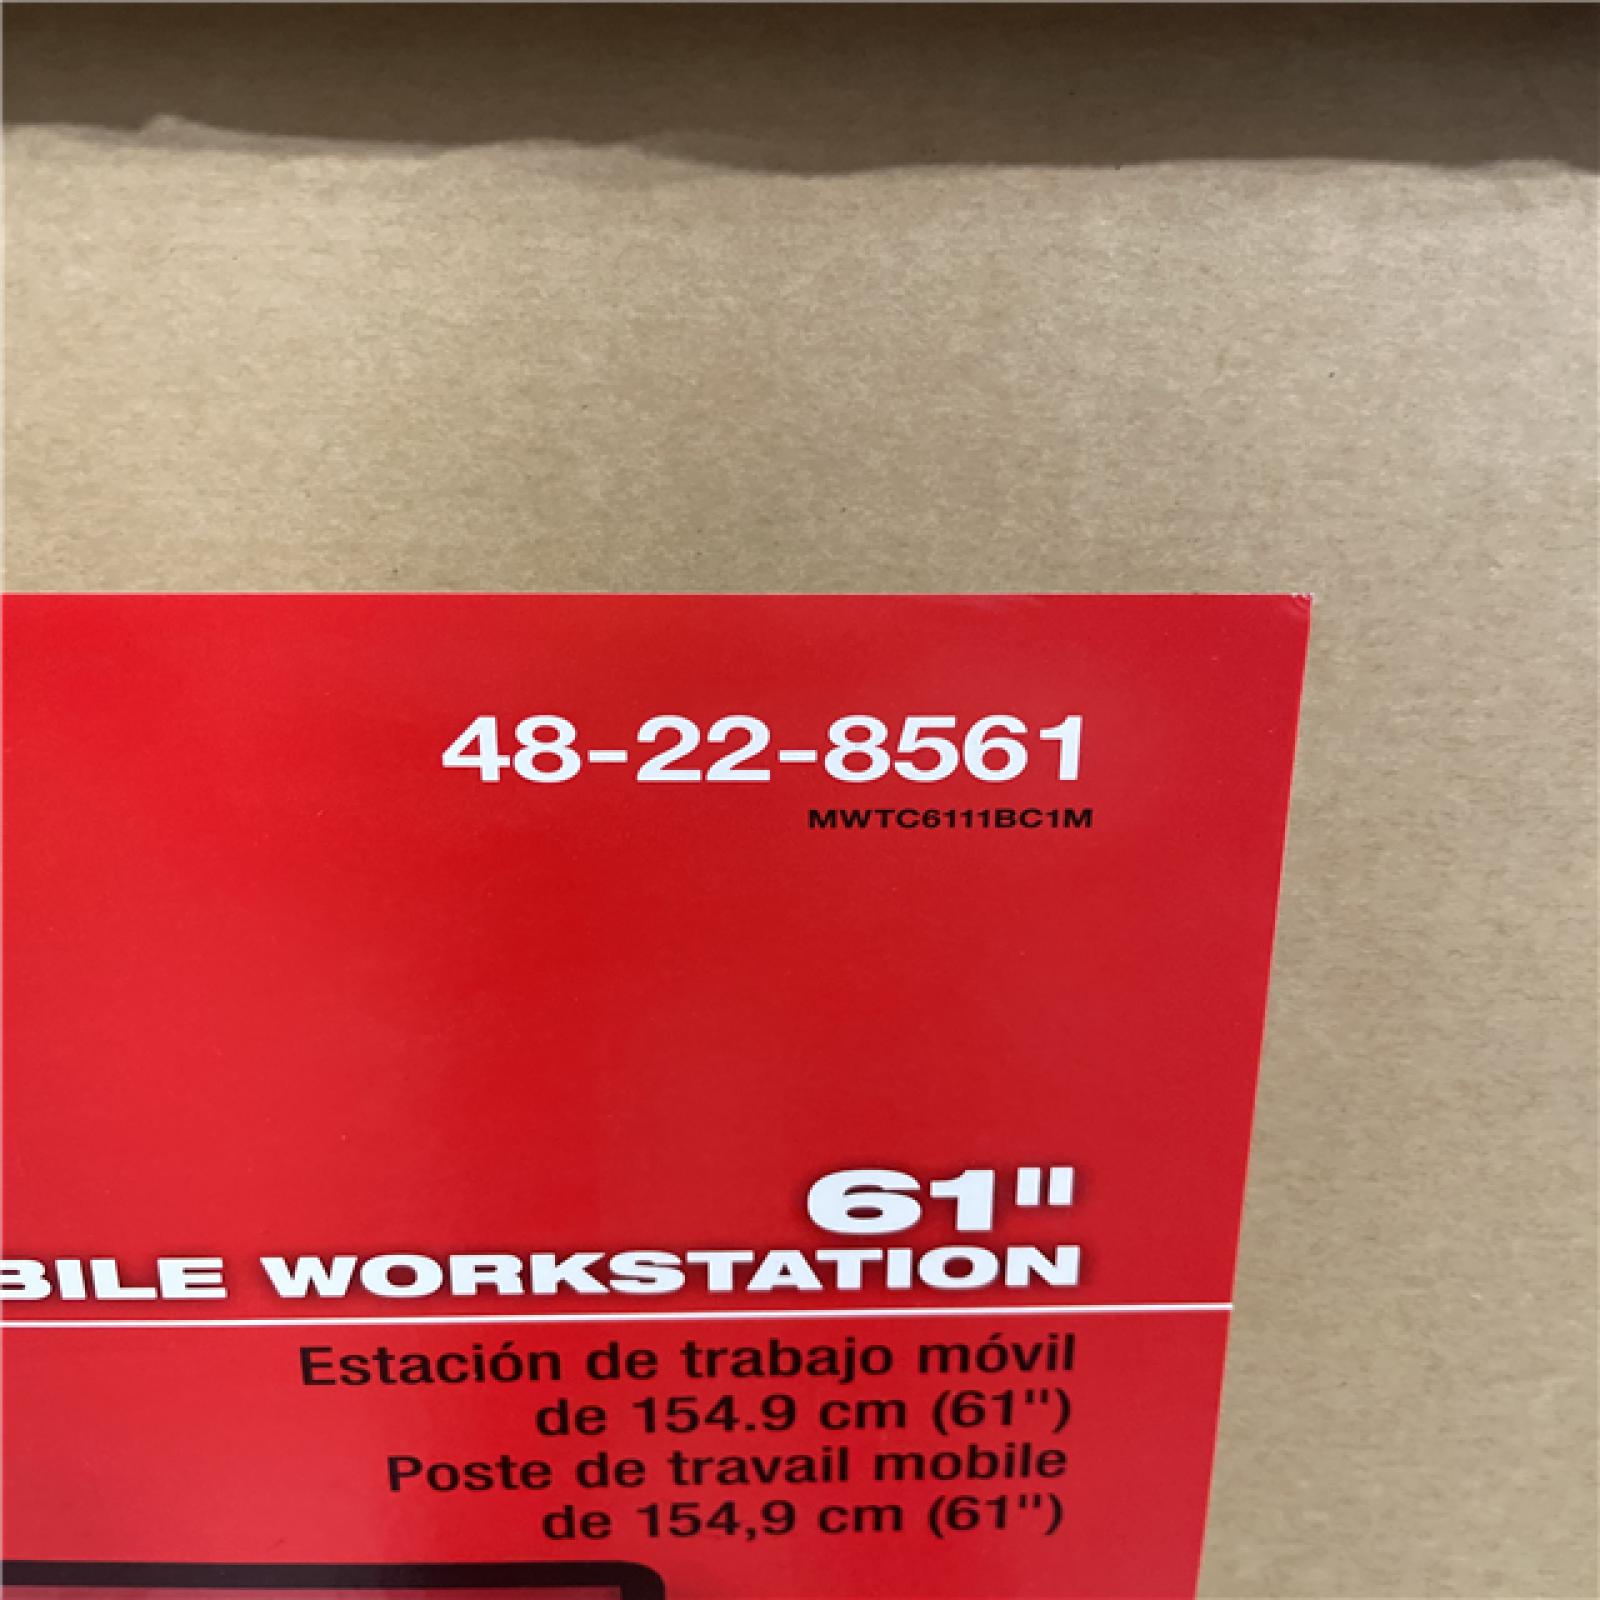 48-22-8561
MWTC6111BC1M
61"
BILE WORKSTATION
Estación de trabajo móvil
de 154.9 cm (61")
Poste de travail mobile
de 154,9 cm (61")